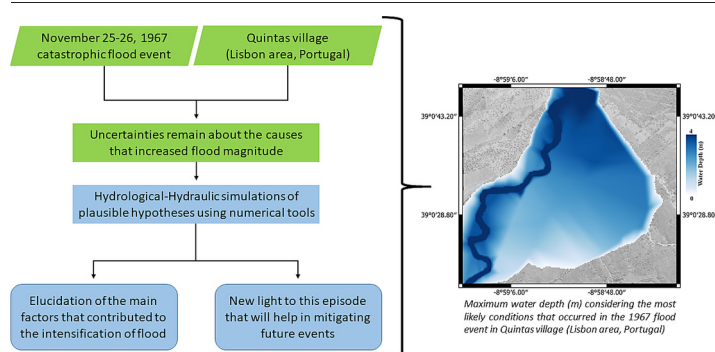 November 25-26, 1967
catastrophic flood event
Quintas village
(Lisbon area, Portugal)
Uncertainties remain about the causes
that increased flood magnitude
Hydrological-Hydraulic simulations of
plausible hypotheses using numerical tools
Elucidation of the main
factors that contributed to
the intensification of flood
New light to this episode
that will help in mitigating
future events
-8°59'6.00" -8°58'48.00"
39°0'43.20" 39°0'43.20"
4
Water Depth (m)
0
39°0'28.80" 39°0'28.80"
-8°59'6.00" -8°58'48.00"
Maximum water depth (m) considering the most
likely conditions that occurred in the 1967 flood
event in Quintas village (Lisbon area, Portugal)